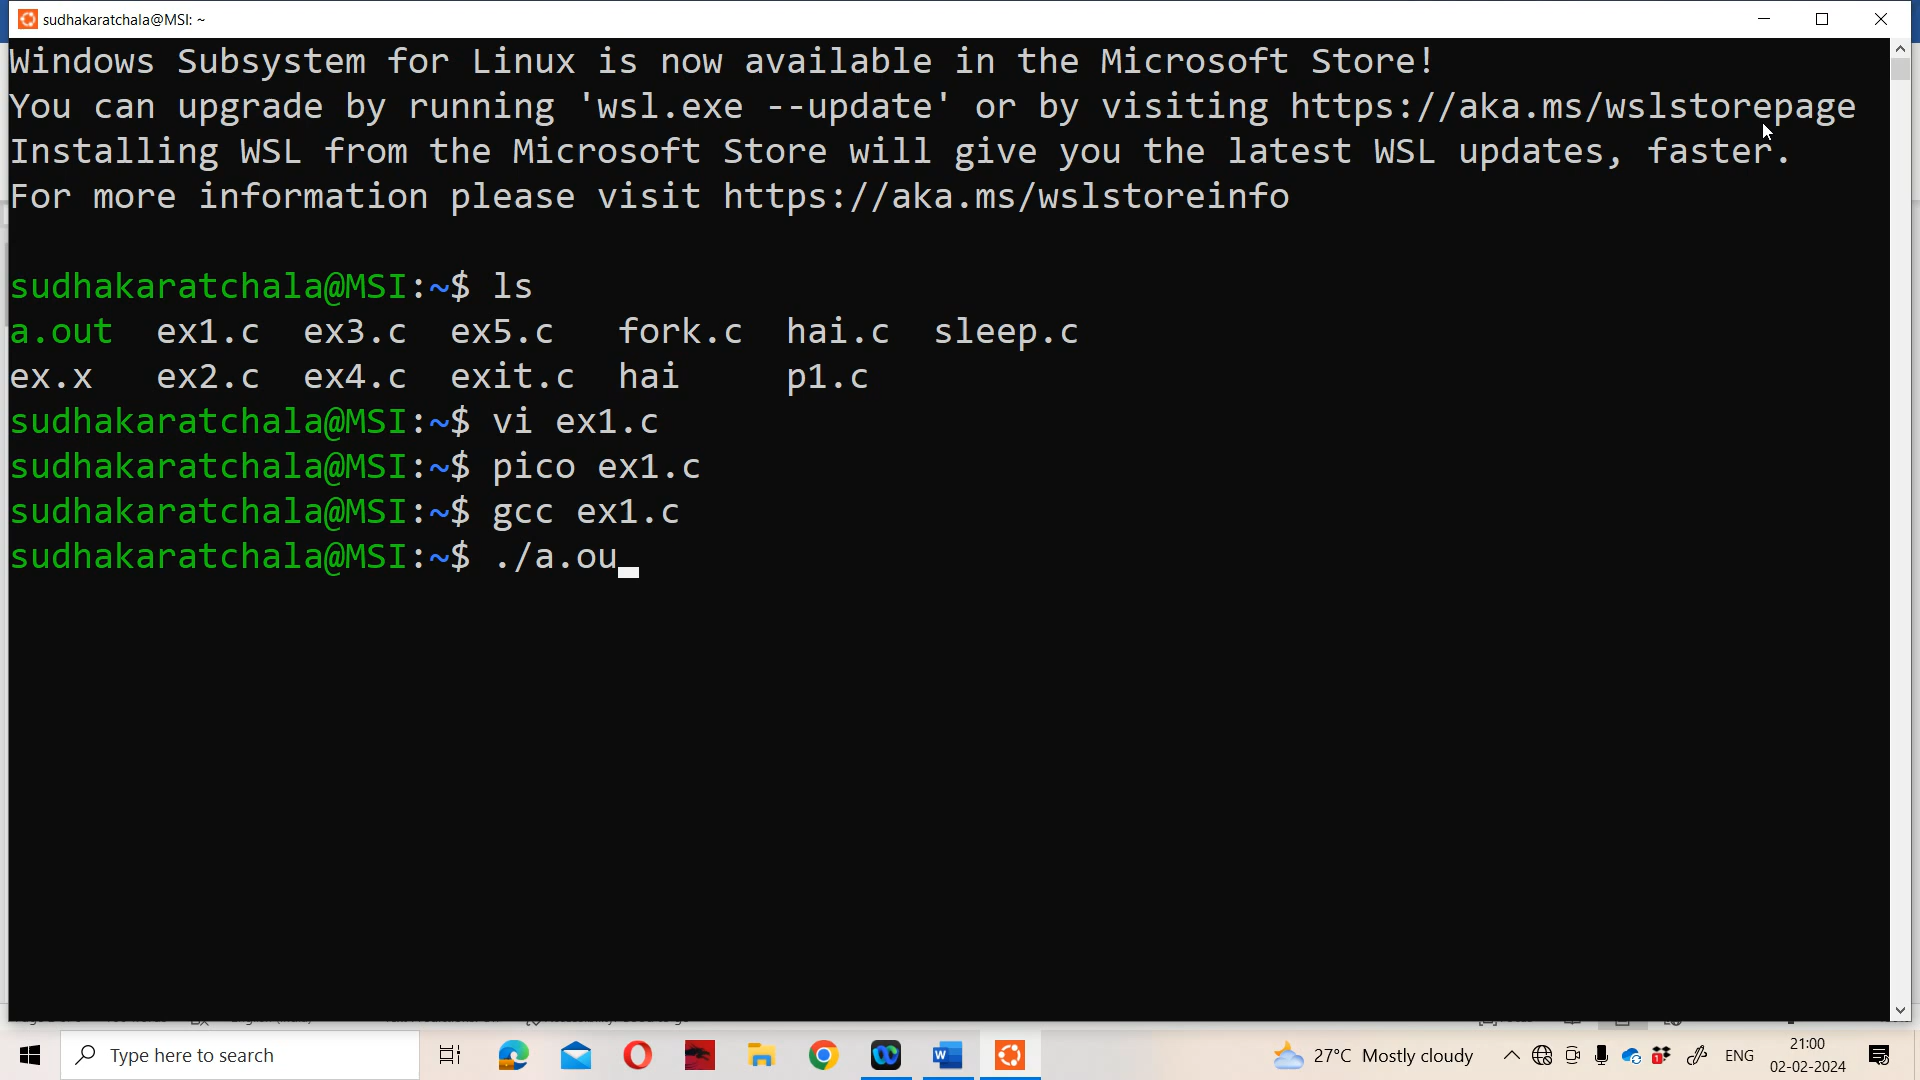 sudhakaratchala@MSI: ~
Windows Subsystem for Linux is now available in the Microsoft Store!
You can upgrade by running 'wsl.exe --update' or by visiting https://aka.ms/wslstorepage
Installing WSL from the Microsoft Store will give you the latest WSL updates, faster.
For more information please visit https://aka.ms/wslstoreinfo
sudhakaratchala@MSI:~$ ls
a.out ex1.c ex3.c ex5.c fork.c hai.c sleep.c
ex.x ex2.c ex4.c exit.c hai p1.c
sudhakaratchala@MSI:~$ vi ex1.c
sudhakaratchala@MSI:~$ pico ex1.c
sudhakaratchala@MSI:~$ gcc ex1.c
sudhakaratchala@MSI:~$ ./a.ou
Type here to search
27°C Mostly cloudy
ENG
21:00
02-02-2024